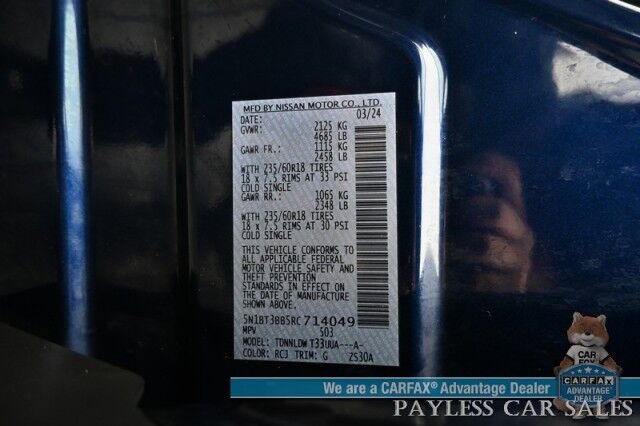 MFD BY NISSAN MOTOR CO., LTD.
DATE: 03/24
GVWR: 2125 KG
4685 LB
GAWR FR.: 1115 KG
2458 LB
WITH 235/60R18 TIRES
18 x 7.5 RIMS AT 33 PSI
COLD SINGLE
GAWR RR.: 1065 KG
2348 LB
WITH 235/60R18 TIRES
18 x 7.5 RIMS AT 30 PSI
COLD SINGLE
THIS VEHICLE CONFORMS TO
ALL APPLICABLE FEDERAL
MOTOR VEHICLE SAFETY AND
THEFT PREVENTION
STANDARDS IN EFFECT ON
THE DATE OF MANUFACTURE
SHOWN ABOVE.
5N1BT3BB5RC714049
MPV 503
MODEL: TDNNLDW T33UUA---A-
COLOR: RC3 TRIM: G ZS30A
We are a CARFAX® Advantage Dealer
PAYLESS CAR SALES
CAR
FOX
CARFAX
ADVANTAGE
DEALER